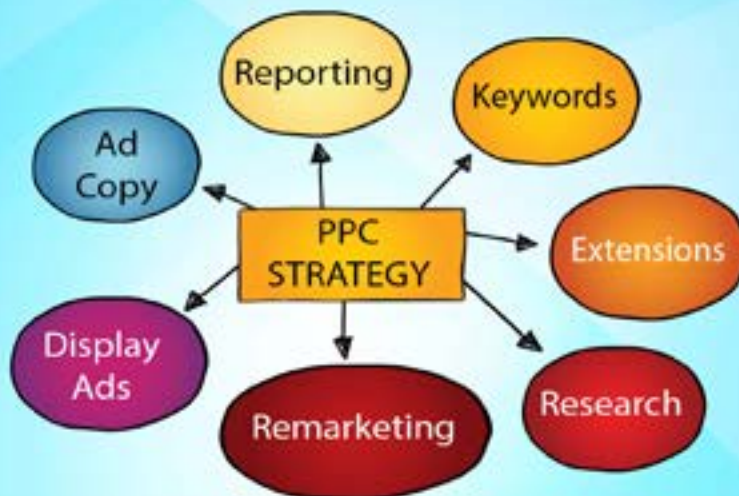 Reporting
Keywords
Ad
Copy
PPC
STRATEGY
Extensions
Display
Ads
Remarketing
Research